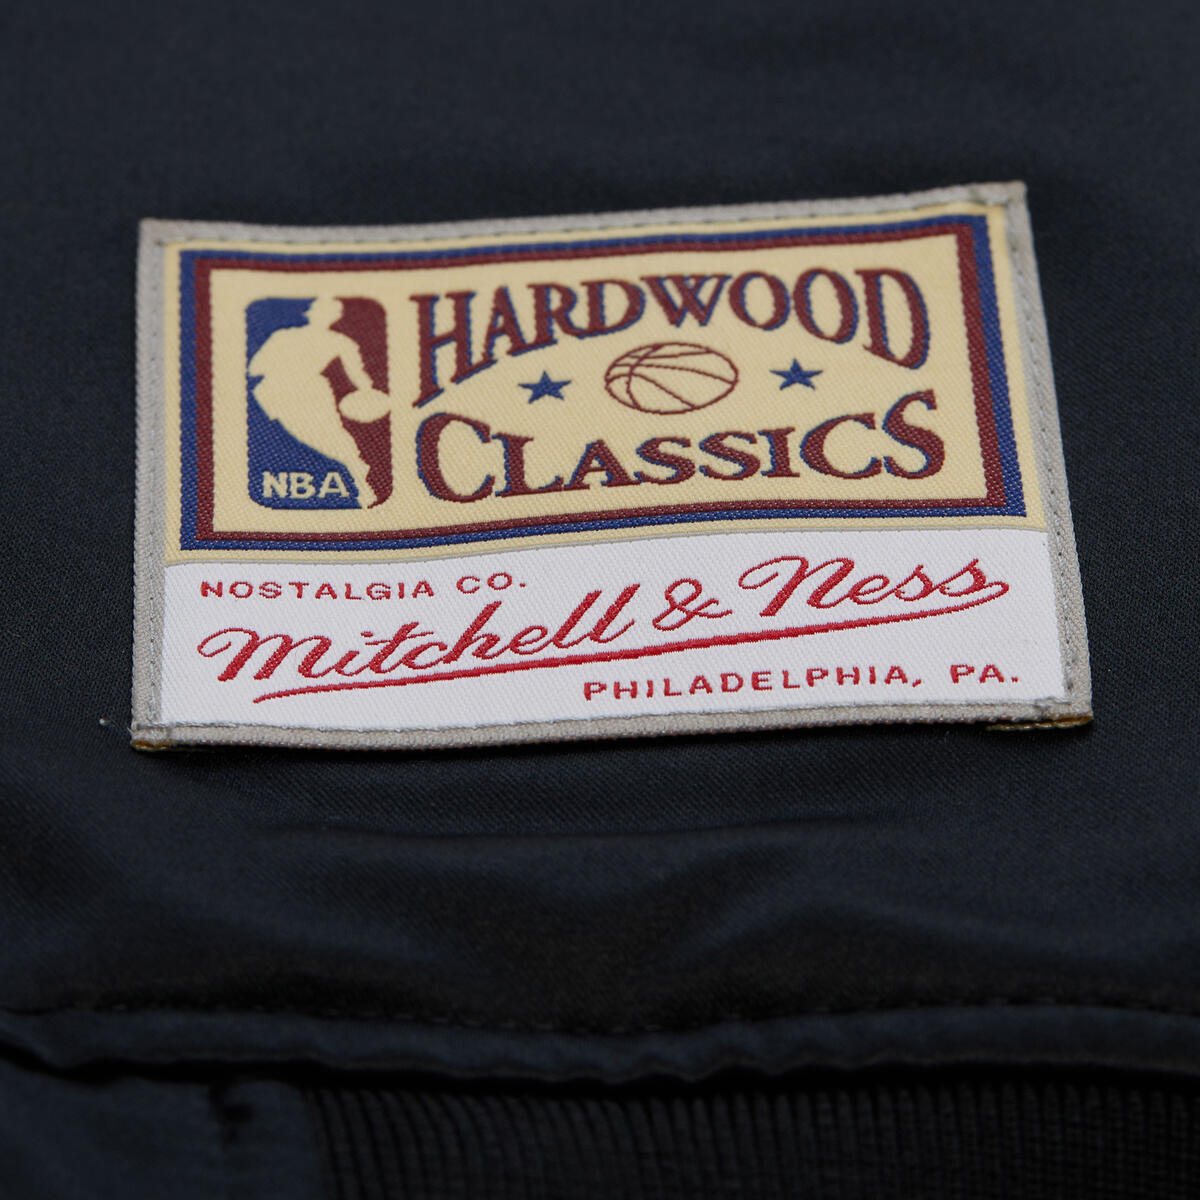 HARDWOOD
CLASSICS
NBA
NOSTALGIA CO.
Mitchell & Ness
PHILADELPHIA, PA.